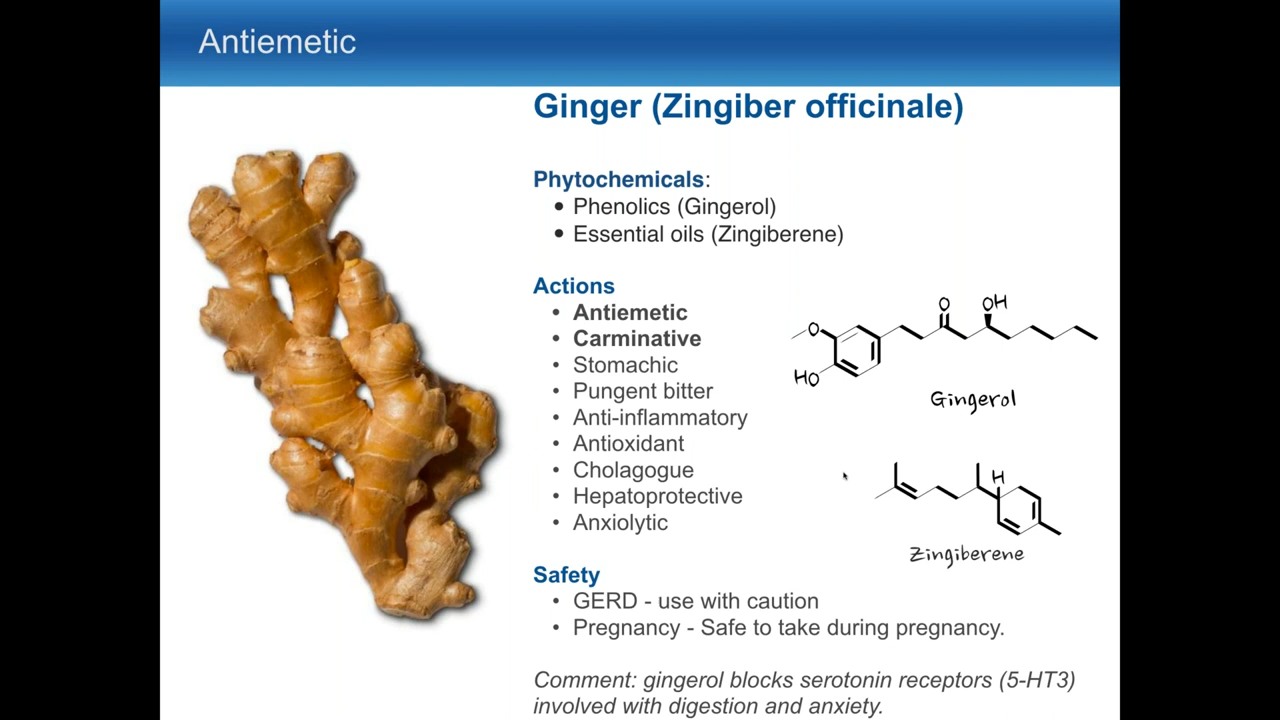 Antiemetic
Ginger (Zingiber officinale)
Phytochemicals:
• Phenolics (Gingerol)
• Essential oils (Zingiberene)
Actions
• Antiemetic
• Carminative
• Stomachic
• Pungent bitter
• Anti-inflammatory
• Antioxidant
• Cholagogue
• Hepatoprotective
• Anxiolytic
O
OH
O
HO
Gingerol
H
Zingiberene
Safety
• GERD - use with caution
• Pregnancy - Safe to take during pregnancy.
Comment: gingerol blocks serotonin receptors (5-HT3)
involved with digestion and anxiety.